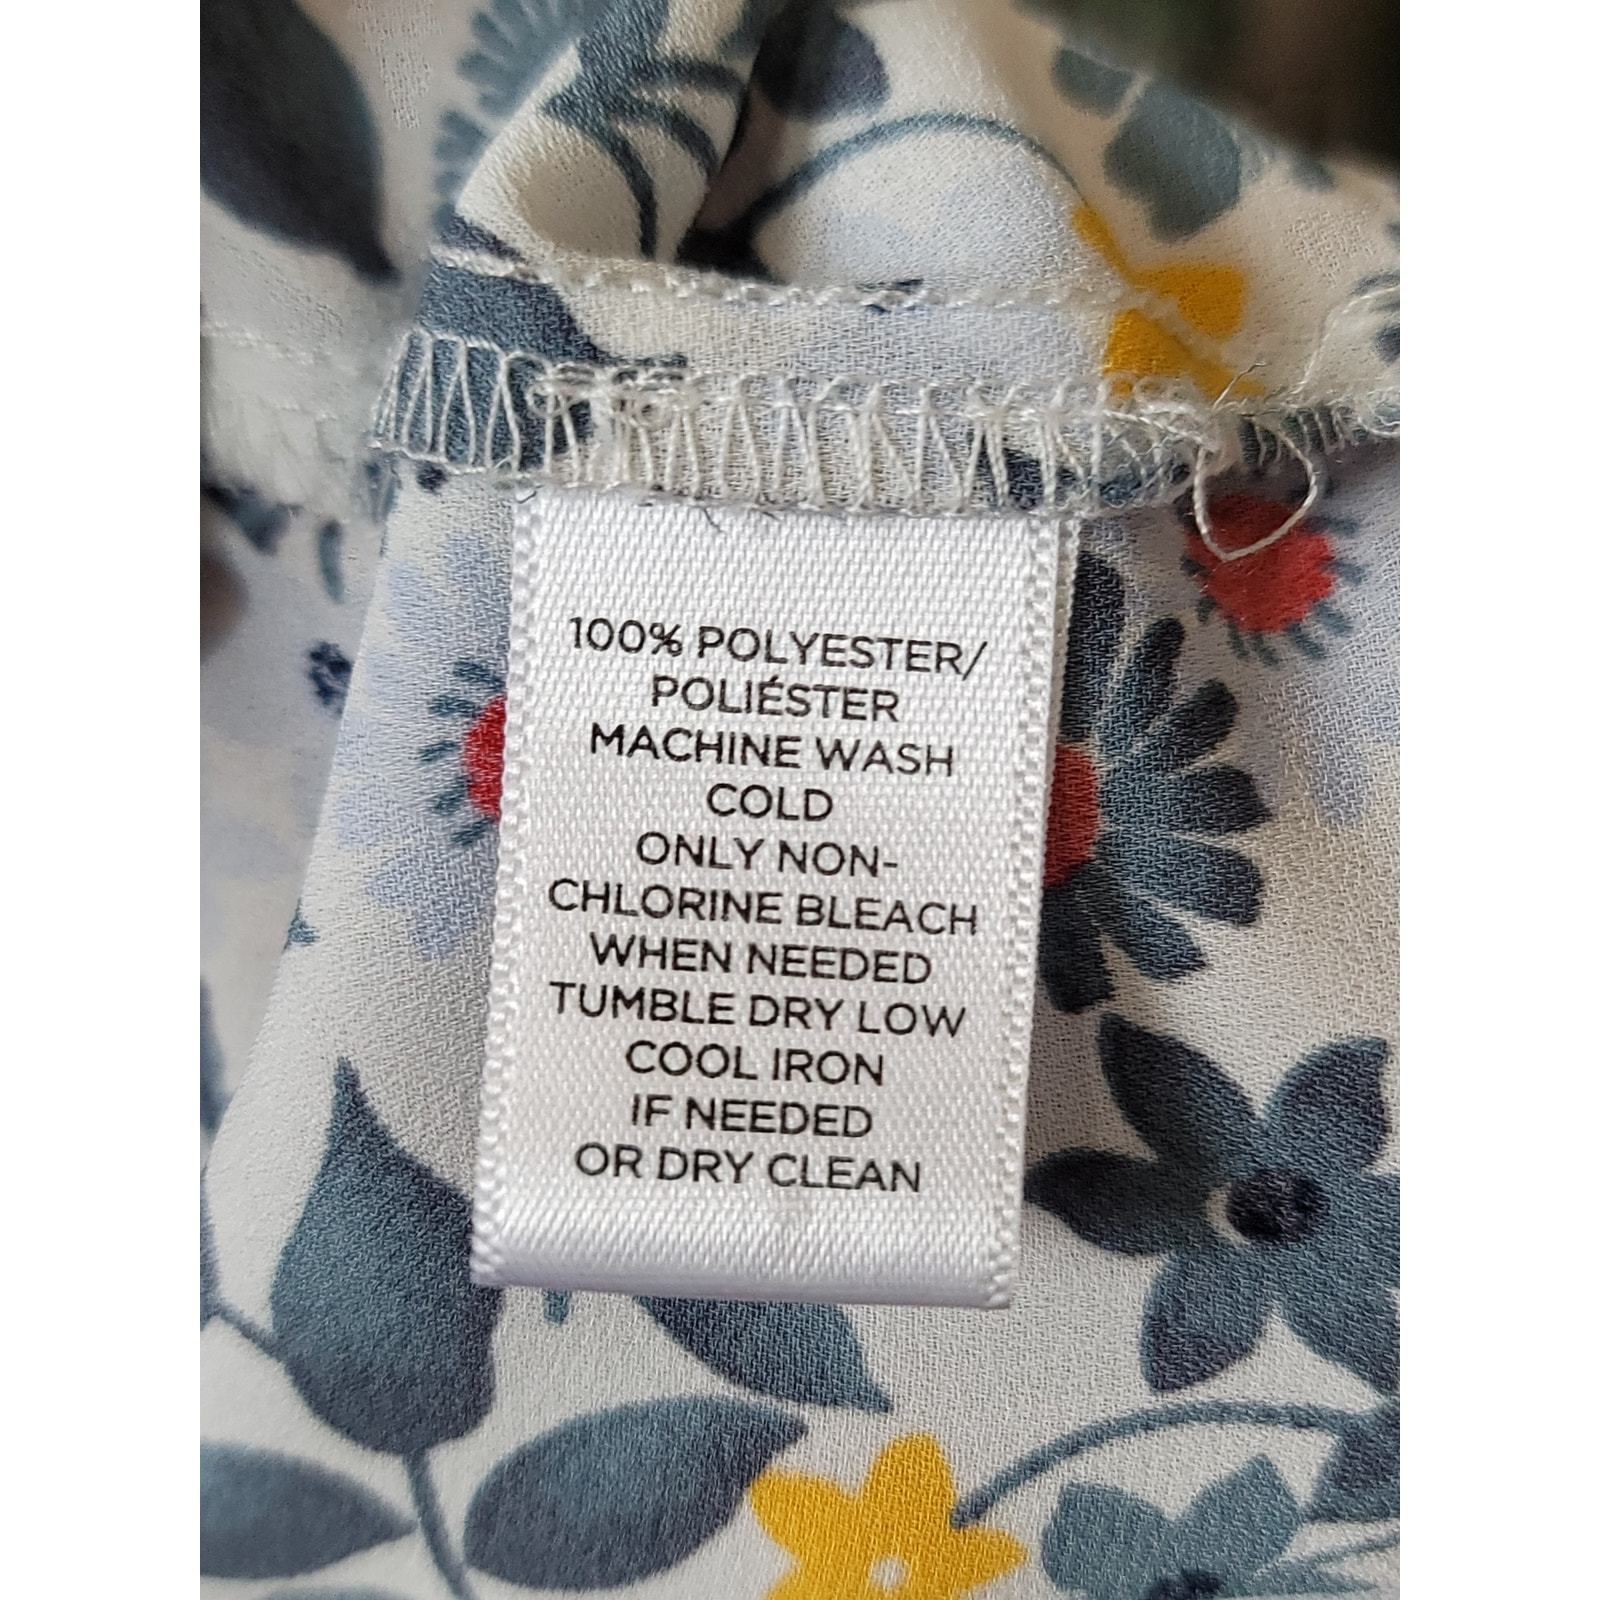 100% POLYESTER/
POLIÉSTER
MACHINE WASH
COLD
ONLY NON-
CHLORINE BLEACH
WHEN NEEDED
TUMBLE DRY LOW
COOL IRON
IF NEEDED
OR DRY CLEAN